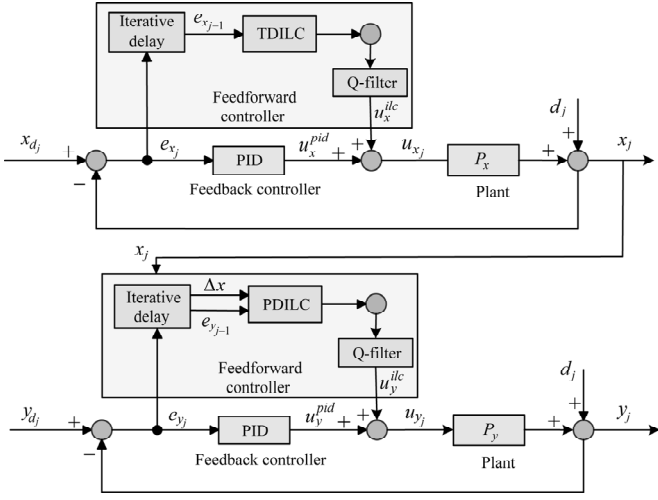 Iterative delay
e_{x_{j-1}}
TDILC
Q-filter
Feedforward controller
u_x^{ilc}
d_j
x_{d_j}
+
−
e_{x_j}
PID
u_x^{pid}
+
+
u_{x_j}
P_x
+
+
x_j
Feedback controller
Plant
x_j
Iterative delay
Δx
e_{y_{j-1}}
PDILC
Q-filter
Feedforward controller
u_y^{ilc}
d_j
y_{d_j}
+
−
e_{y_j}
PID
u_y^{pid}
+
+
u_{y_j}
P_y
+
+
y_j
Feedback controller
Plant